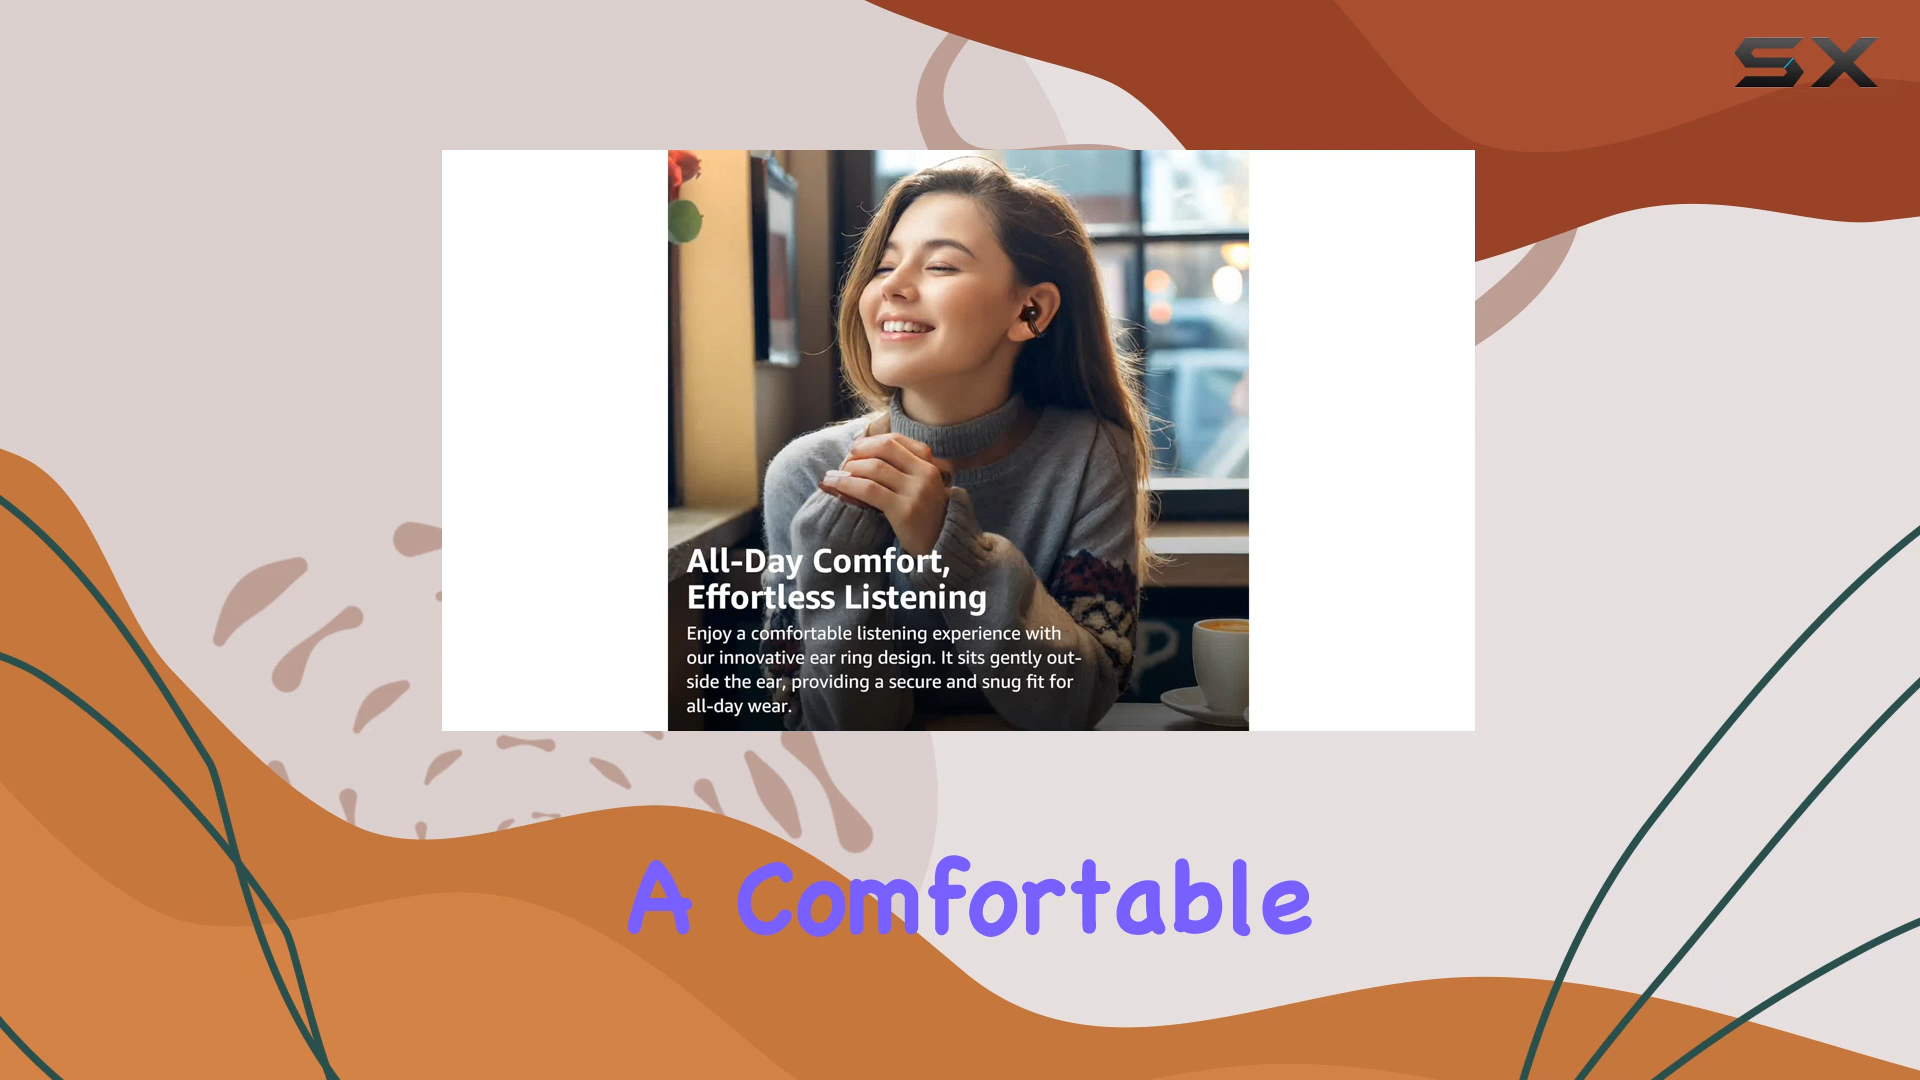 SX
All-Day Comfort,
Effortless Listening
Enjoy a comfortable listening experience with
our innovative ear ring design. It sits gently out-
side the ear, providing a secure and snug fit for
all-day wear.
A Comfortable